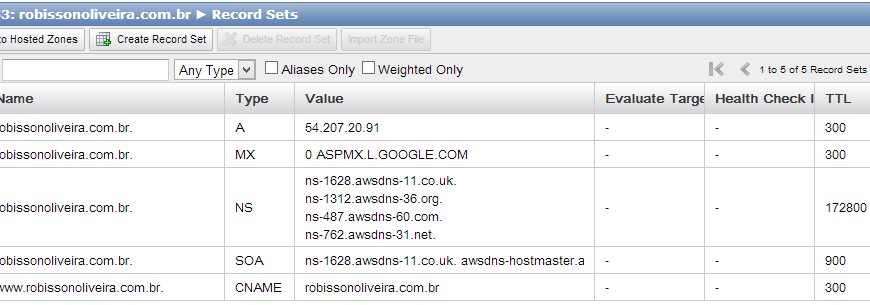 53: robissonoliveira.com.br ▶ Record Sets
to Hosted Zones Create Record Set Delete Record Set Import Zone File
Any Type Aliases Only Weighted Only 1 to 5 of 5 Record Sets
Name Type Value Evaluate Targe Health Check I TTL
robissonoliveira.com.br. A 54.207.20.91 - - 300
robissonoliveira.com.br. MX 0 ASPMX.L.GOOGLE.COM - - 300
ns-1628.awsdns-11.co.uk.
ns-1312.awsdns-36.org.
robissonoliveira.com.br. NS - - 172800
ns-487.awsdns-60.com.
ns-762.awsdns-31.net.
robissonoliveira.com.br. SOA ns-1628.awsdns-11.co.uk. awsdns-hostmaster.a - - 900
www.robissonoliveira.com.br. CNAME robissonoliveira.com.br - - 300